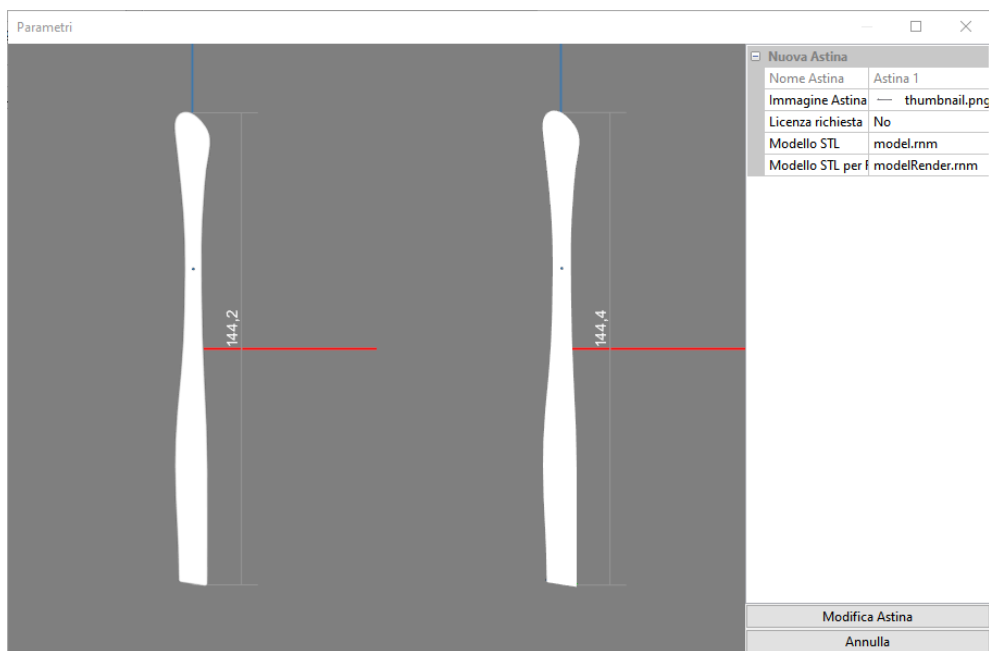 Parametri
144,2
144,4
Nuova Astina
Nome Astina Astina 1
Immagine Astina thumbnail.png
Licenza richiesta No
Modello STL model.rnm
Modello STL per modelRender.rnm
Modifica Astina
Annulla